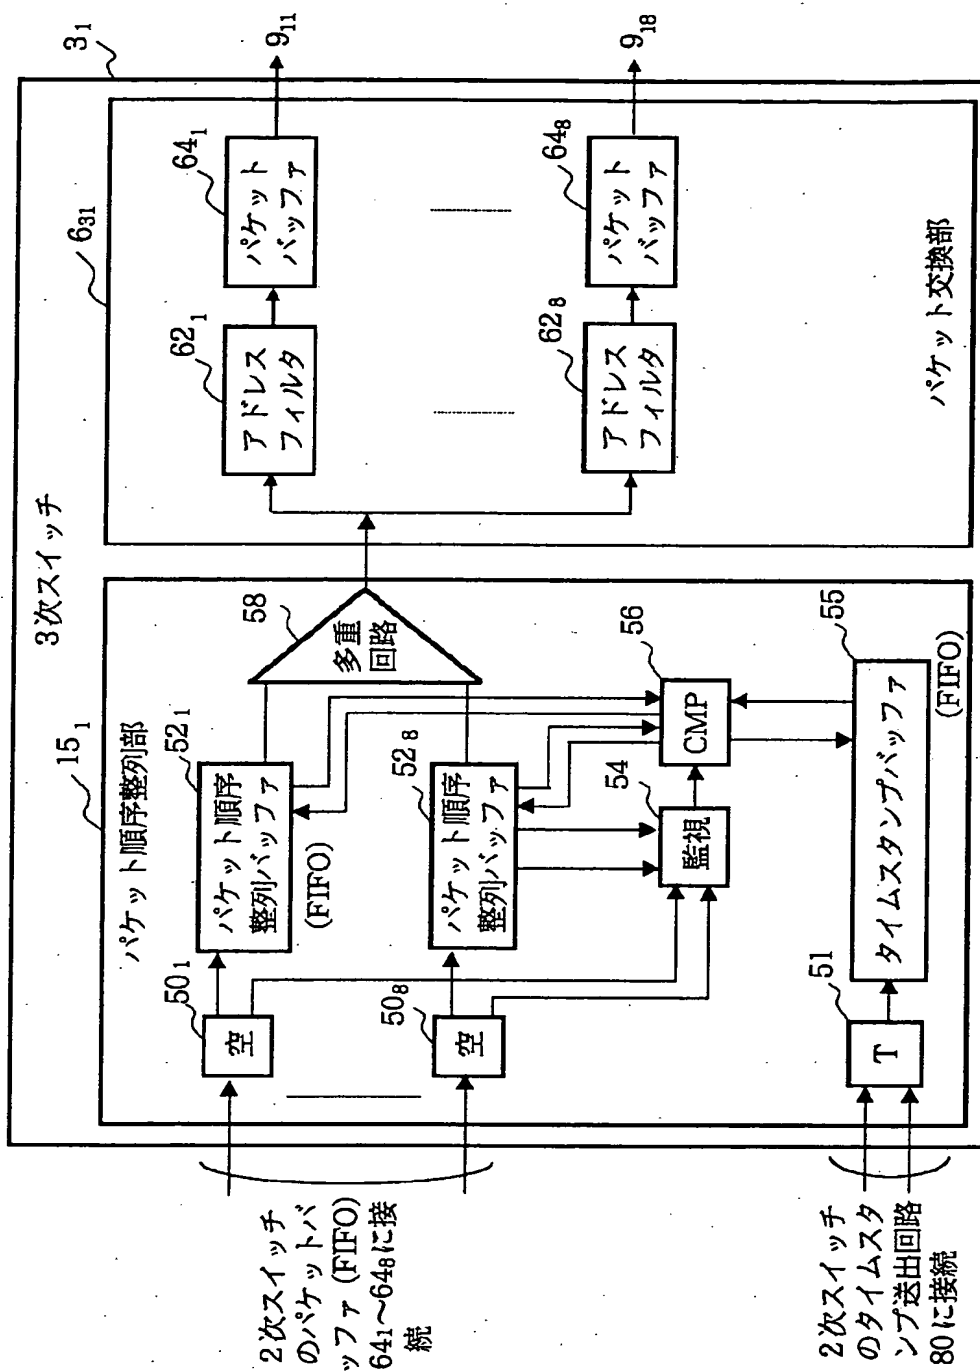 3次スイッチ
3₁
パケット順序整列部
15₁
空
50₁
パケット順序
整列バッファ
52₁
(FIFO)
空
50₈
パケット順序
整列バッファ
52₈
多重
回路
58
監視
54
CMP
56
T
51
タイムスタンプバッファ
55
(FIFO)
6₃₁
アドレス
フィルタ
62₁
パケット
バッファ
64₁
9₁₁
アドレス
フィルタ
62₈
パケット
バッファ
64₈
9₁₈
パケット交換部
2次スイッチ
のパケットバ
ッファ (FIFO)
64₁~64₈に接
続
2次スイッチ
のタイムスタ
ンプ送出回路
80に接続